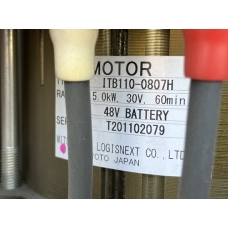 MOTOR
ITB110-0807H
5.0kW, 30V, 60min
48V BATTERY
T201102079
LOGISNEXT CO., LTD
YOTO JAPAN